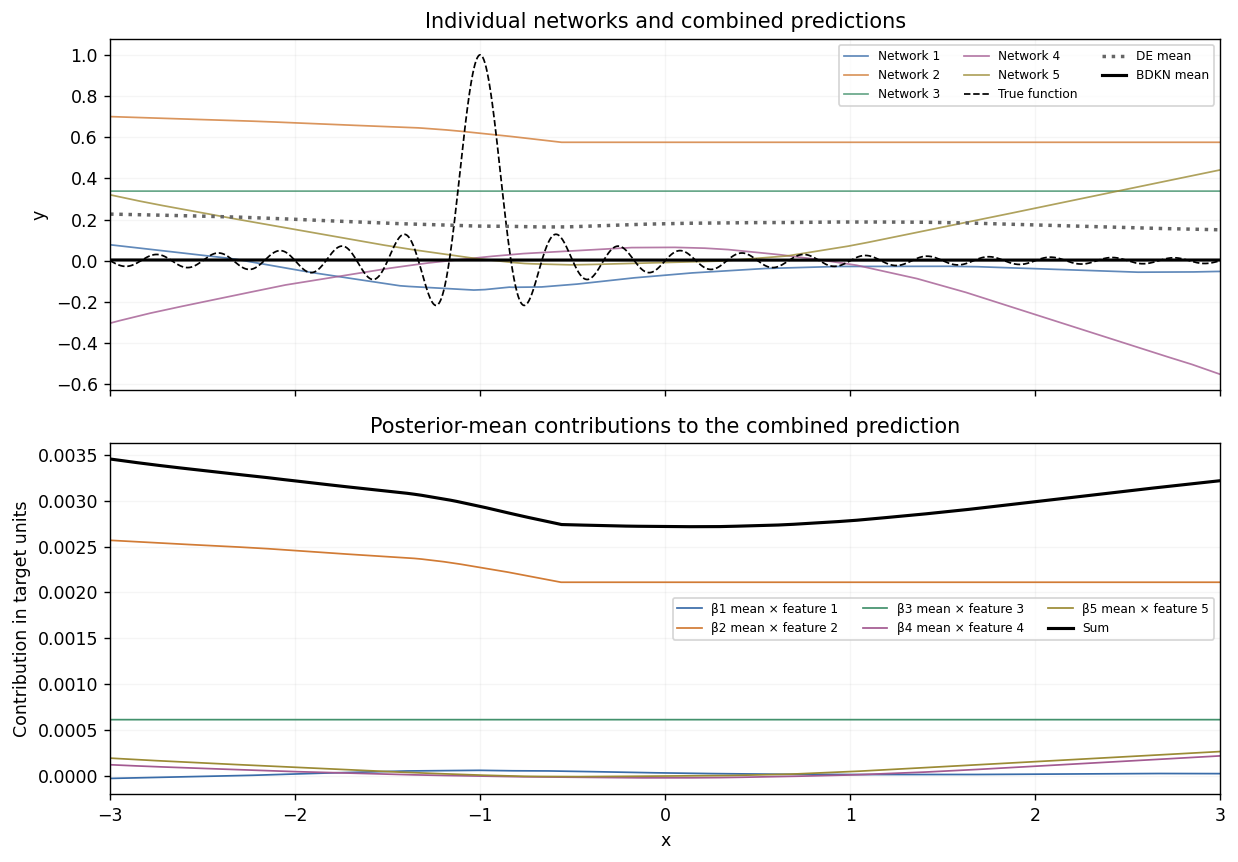 Individual networks and combined predictions
1.0
0.8
0.6
0.4
0.2
0.0
−0.2
−0.4
−0.6
y
Network 1
Network 2
Network 3
Network 4
Network 5
True function
DE mean
BDKN mean
Posterior-mean contributions to the combined prediction
0.0035
0.0030
0.0025
0.0020
0.0015
0.0010
0.0005
0.0000
Contribution in target units
β1 mean × feature 1
β2 mean × feature 2
β3 mean × feature 3
β4 mean × feature 4
β5 mean × feature 5
Sum
−3
−2
−1
0
1
2
3
x